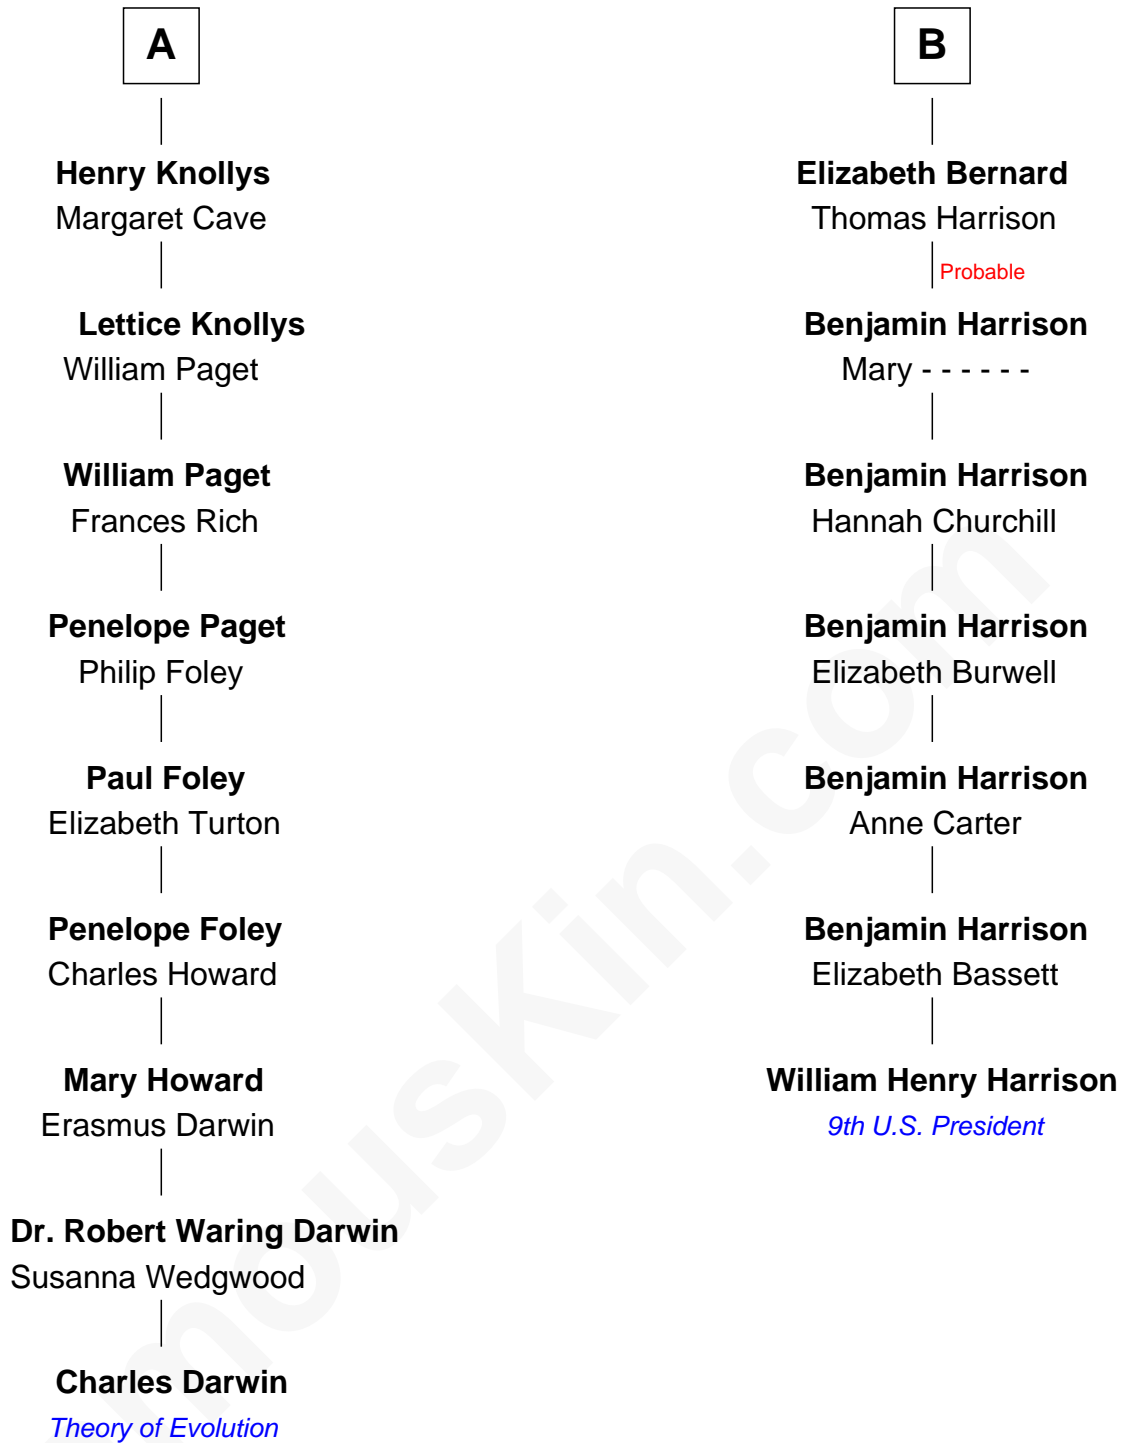 A
Henry Knollys
Margaret Cave
Lettice Knollys
William Paget
William Paget
Frances Rich
Penelope Paget
Philip Foley
Paul Foley
Elizabeth Turton
Penelope Foley
Charles Howard
Mary Howard
Erasmus Darwin
Dr. Robert Waring Darwin
Susanna Wedgwood
Charles Darwin
Theory of Evolution
B
Elizabeth Bernard
Thomas Harrison
Probable
Benjamin Harrison
Mary - - - - - -
Benjamin Harrison
Hannah Churchill
Benjamin Harrison
Elizabeth Burwell
Benjamin Harrison
Anne Carter
Benjamin Harrison
Elizabeth Bassett
William Henry Harrison
9th U.S. President
mouskin.com